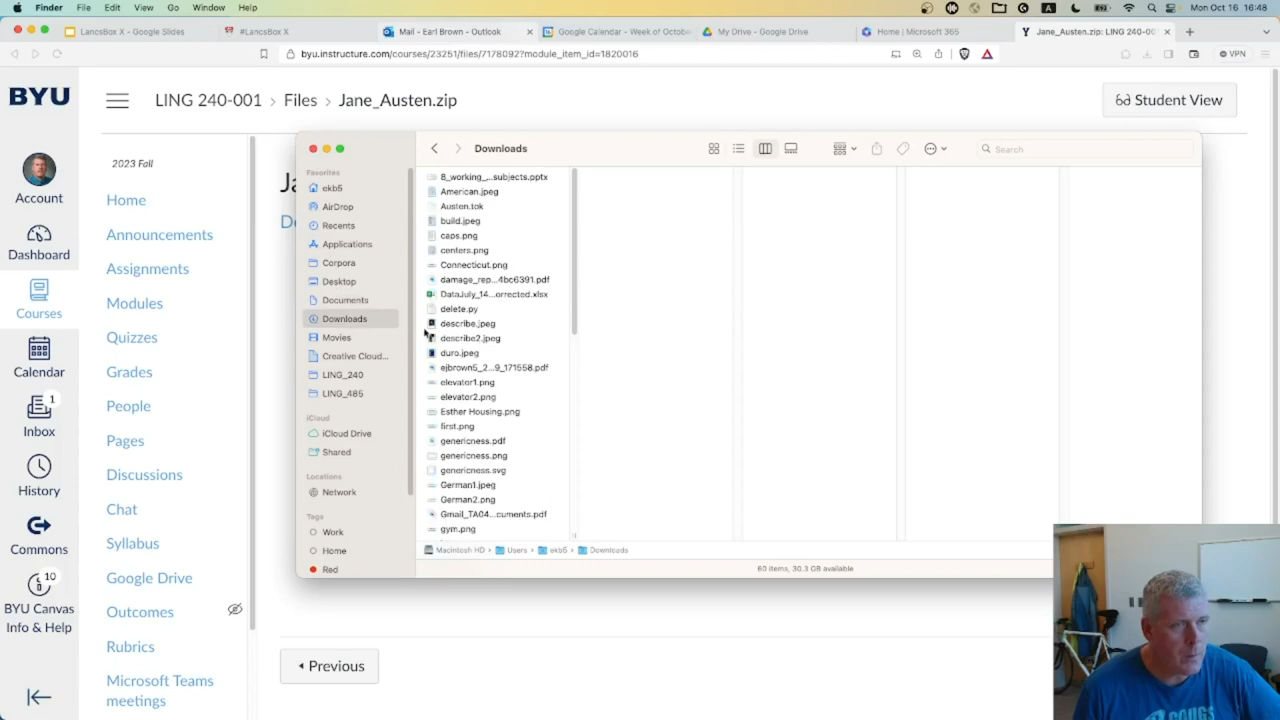 Finder File Edit View Go Window Help
A
Mon Oct 16 16:48
LancsBox X - Google Slides
#LancsBox X
Mail - Earl Brown - Outlook
Google Calendar - Week of Octob
My Drive - Google Drive
Home | Microsoft 365
Jane_Austen.zip: LING 240-00
byu.instructure.com/courses/23251/files/7178092?module_item_id=1820016
VPN
BYU
LING 240-001 > Files > Jane_Austen.zip
Student View
Account
Dashboard
Courses
Calendar
1
Inbox
History
Commons
10
BYU Canvas
Info & Help
2023 Fall
Home
Announcements
Assignments
Modules
Quizzes
Grades
People
Pages
Discussions
Chat
Syllabus
Google Drive
Outcomes
Rubrics
Microsoft Teams
meetings
Ja
Do
Previous
Downloads
Search
Favorites
ekb5
AirDrop
Recents
Applications
Corpora
Desktop
Documents
Downloads
Movies
Creative Cloud...
LING_240
LING_485
iCloud
iCloud Drive
Shared
Locations
Network
Tags
Work
Home
Red
8_working_...subjects.pptx
American.jpeg
Austen.tok
build.jpeg
caps.png
centers.png
Connecticut.png
damage_rep...4bc6391.pdf
DataJuly_14...orrected.xlsx
delete.py
describe.jpeg
describe2.jpeg
duro.jpeg
ejbrown5_2...9_171558.pdf
elevator1.png
elevator2.png
Esther Housing.png
first.png
genericness.pdf
genericness.png
genericness.svg
German1.jpeg
German2.png
Gmail_TA04...cuments.pdf
gym.png
Macintosh HD › Users › ekb5 › Downloads
60 items, 30.3 GB available